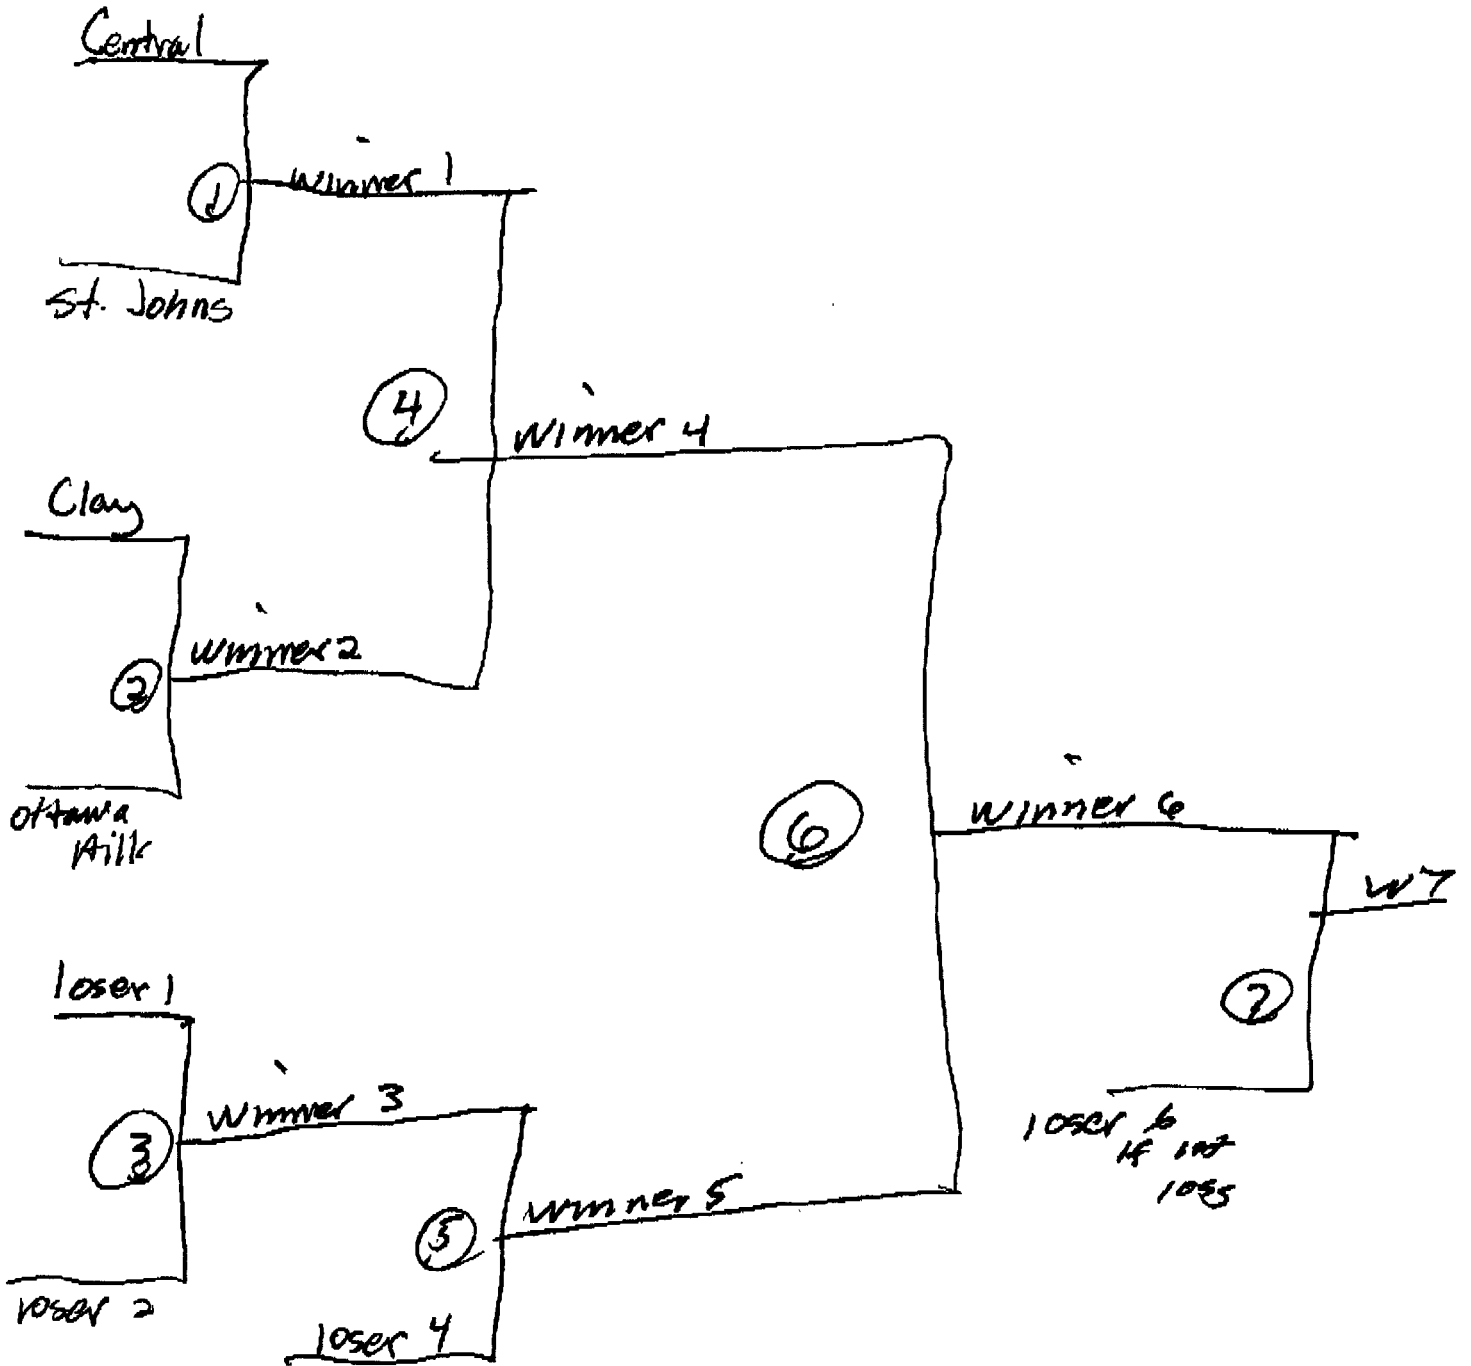 Central
① winner 1
St. Johns
④ winner 4
Clay
② winner 2
ottawa
Hills
⑥ winner 6
W7
⑦
loser 1
③ winner 3
loser 6
if 1st
loss
⑤ winner 5
loser 2
loser 4